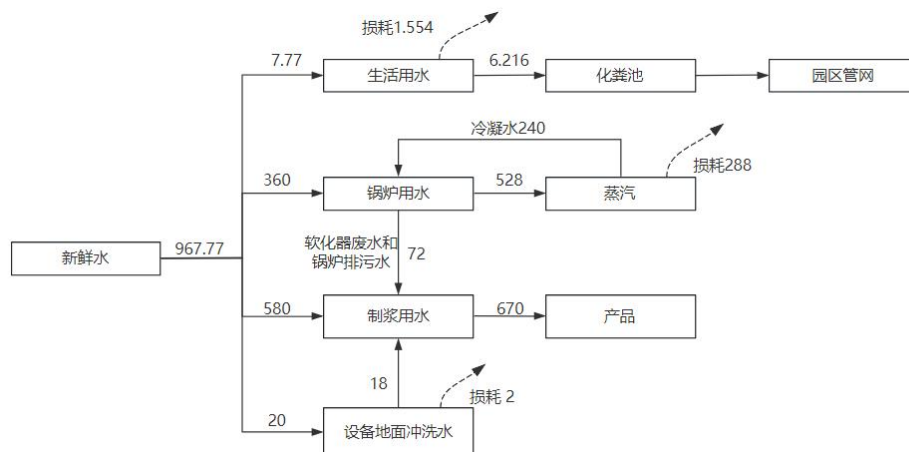 损耗1.554
7.77
生活用水
6.216
化粪池
园区管网
冷凝水240
360
锅炉用水
528
蒸汽
损耗288
新鲜水
967.77
软化器废水和
锅炉排污水
72
580
制浆用水
670
产品
18
损耗 2
20
设备地面冲洗水